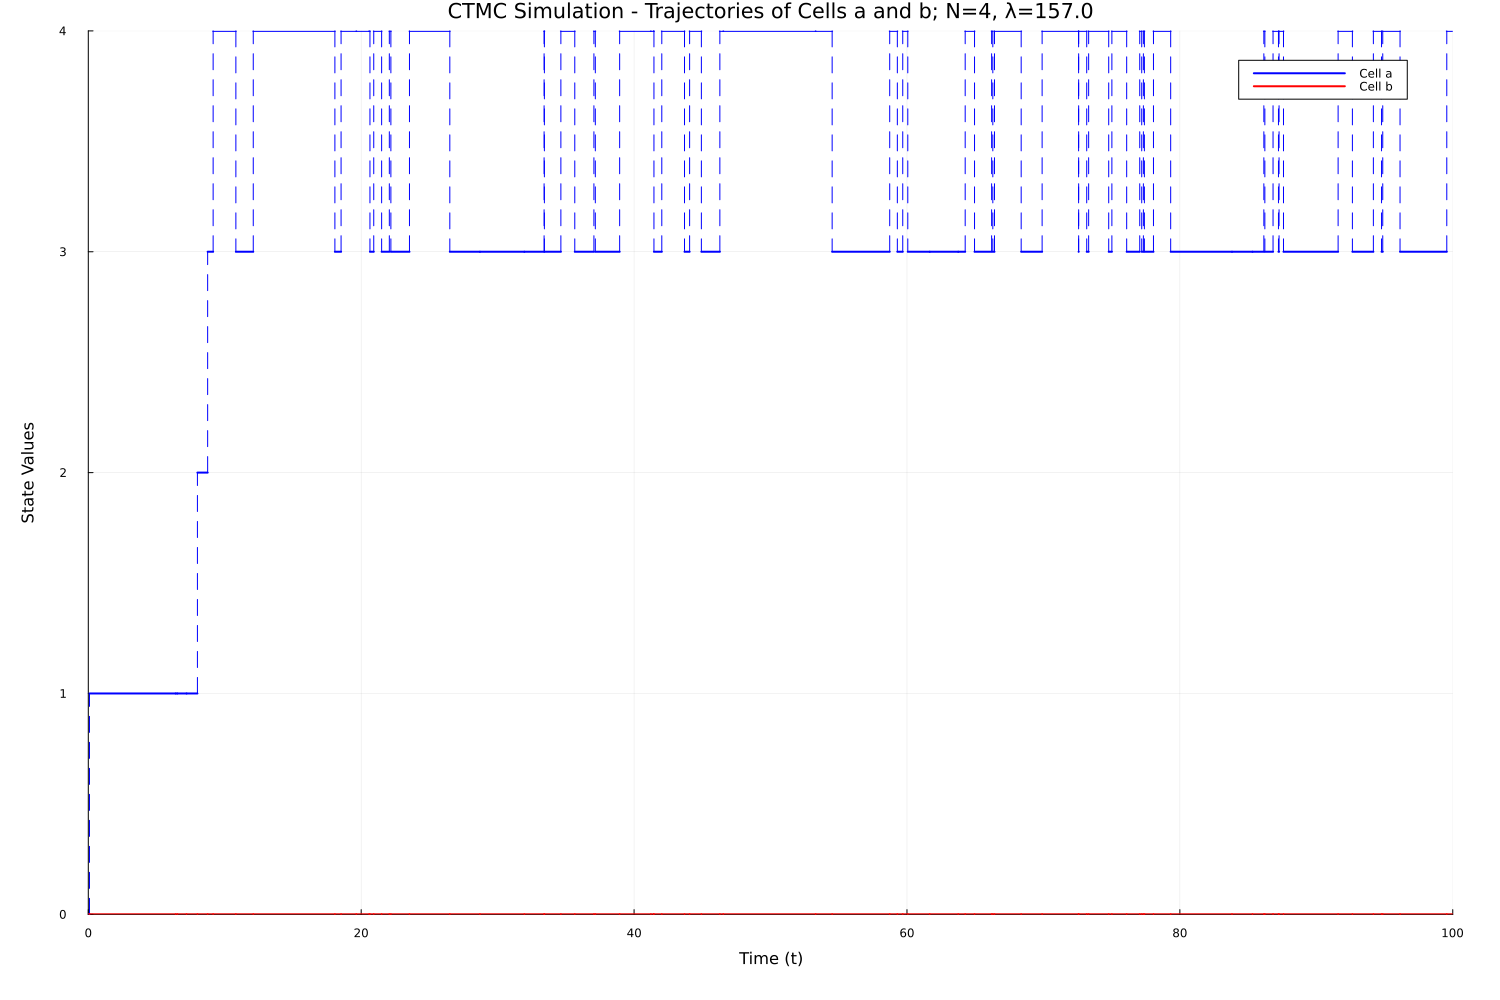 CTMC Simulation - Trajectories of Cells a and b; N=4, λ=157.0
4
Cell a
Cell b
3
State Values
2
1
0
0 20 40 60 80 100
Time (t)